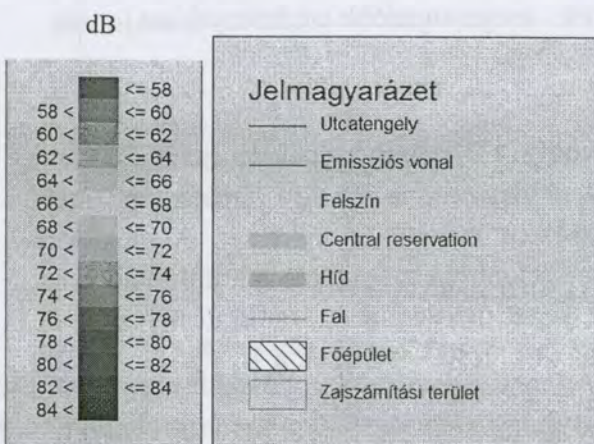 dB
<= 58
58 < <= 60
60 < <= 62
62 < <= 64
64 < <= 66
66 < <= 68
68 < <= 70
70 < <= 72
72 < <= 74
74 < <= 76
76 < <= 78
78 < <= 80
80 < <= 82
82 < <= 84
84 <
Jelmagyarázet
Utcatengely
Emissziós vonal
Felszín
Central reservation
Híd
Fal
Főépület
Zajszámítási terület